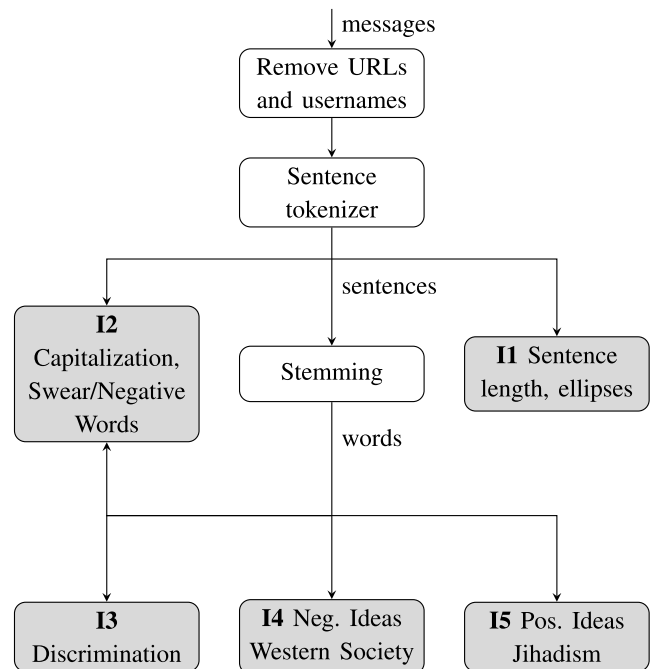 messages
Remove URLs
and usernames
Sentence
tokenizer
sentences
I2
Capitalization,
Swear/Negative
Words
Stemming
I1 Sentence
length, ellipses
words
I3
Discrimination
I4 Neg. Ideas
Western Society
I5 Pos. Ideas
Jihadism